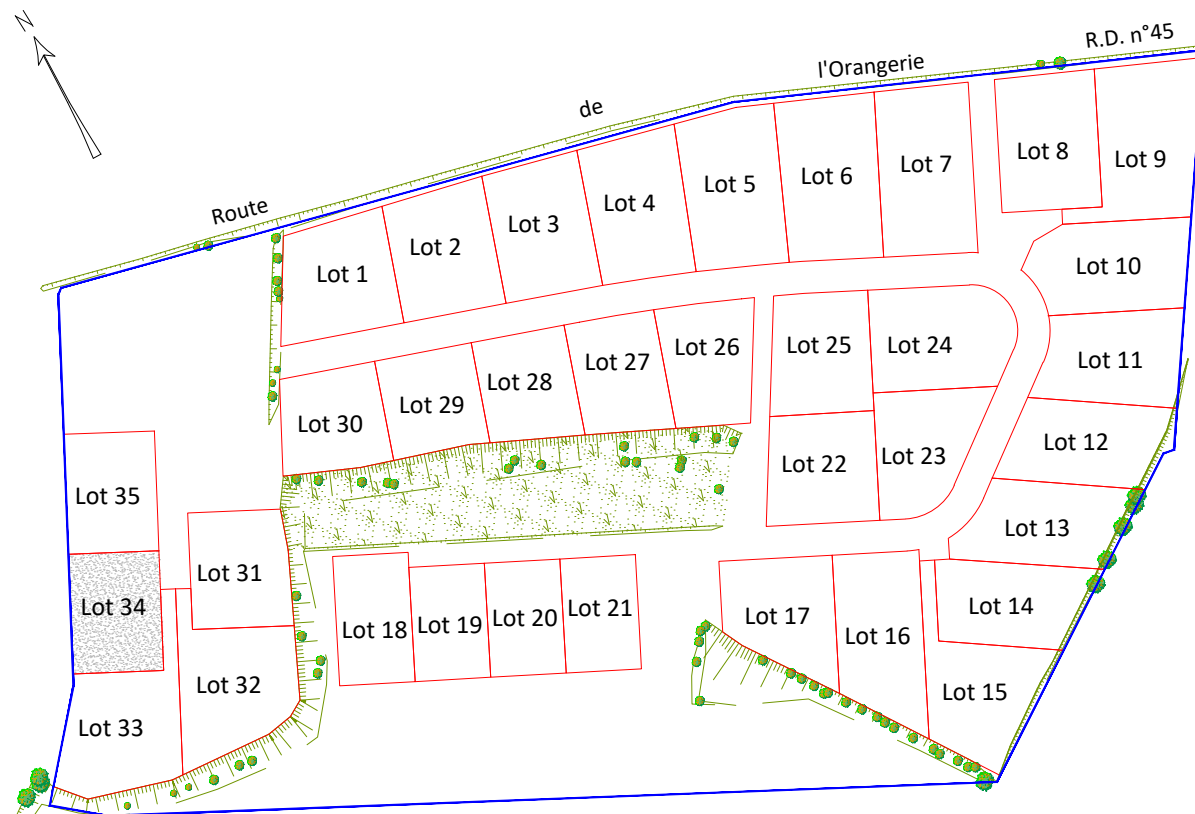 N
R.D. n°45
l'Orangerie
de
Route
Lot 1
Lot 2
Lot 3
Lot 4
Lot 5
Lot 6
Lot 7
Lot 8
Lot 9
Lot 10
Lot 11
Lot 12
Lot 13
Lot 14
Lot 15
Lot 16
Lot 17
Lot 18
Lot 19
Lot 20
Lot 21
Lot 22
Lot 23
Lot 24
Lot 25
Lot 26
Lot 27
Lot 28
Lot 29
Lot 30
Lot 31
Lot 32
Lot 33
Lot 34
Lot 35